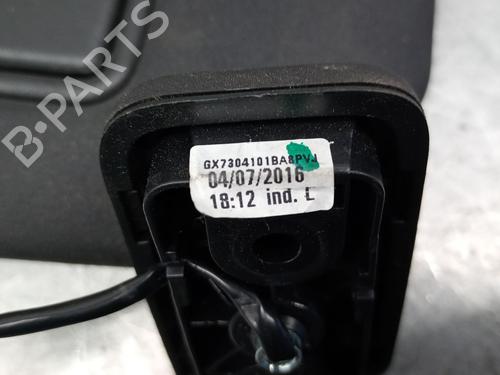 GX7304101BA8PVJ
04/07/2016
18:12 ind. L
B-PARTS